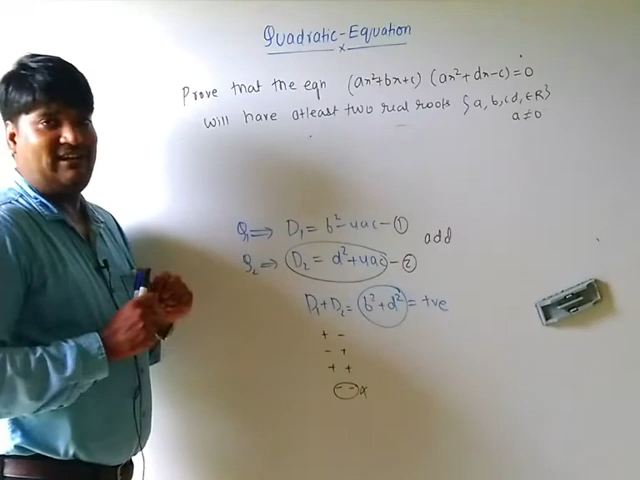 Quadratic-Equation
x
Prove that the eqn (ax²+bx+c) (ax²+dx-c)=0
will have atleast two real roots {a, b, c d, ∈ R}
a≠0
Q₁ ⇒ D₁ = b²-4ac-①
add
Q₂ ⇒ D₂ = d²+4ac-②
D₁+D₂ = b²+d² = +ve
+ -
- +
+ +
- - x